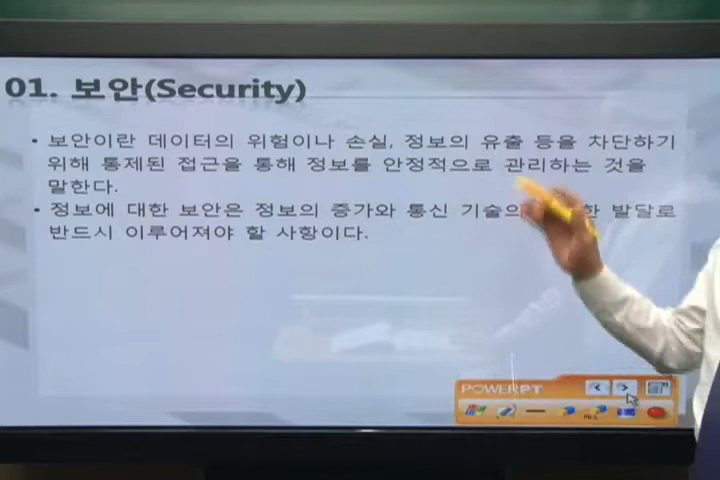 01. 보안(Security)
• 보안이란 데이터의 위험이나 손실, 정보의 유출 등을 차단하기
위해 통제된 접근을 통해 정보를 안정적으로 관리하는 것을
말한다.
• 정보에 대한 보안은 정보의 증가와 통신 기술의 발달로
반드시 이루어져야 할 사항이다.
POWERPT